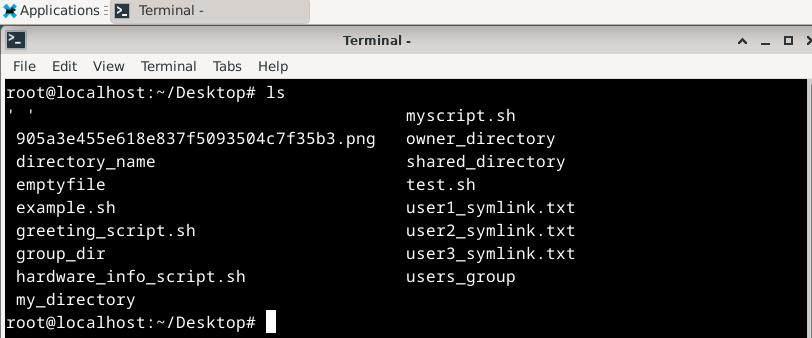 Applications
Terminal -
Terminal -
File Edit View Terminal Tabs Help
root@localhost:~/Desktop# ls
' ' myscript.sh
905a3e455e618e837f5093504c7f35b3.png owner_directory
directory_name shared_directory
emptyfile test.sh
example.sh user1_symlink.txt
greeting_script.sh user2_symlink.txt
group_dir user3_symlink.txt
hardware_info_script.sh users_group
my_directory
root@localhost:~/Desktop#